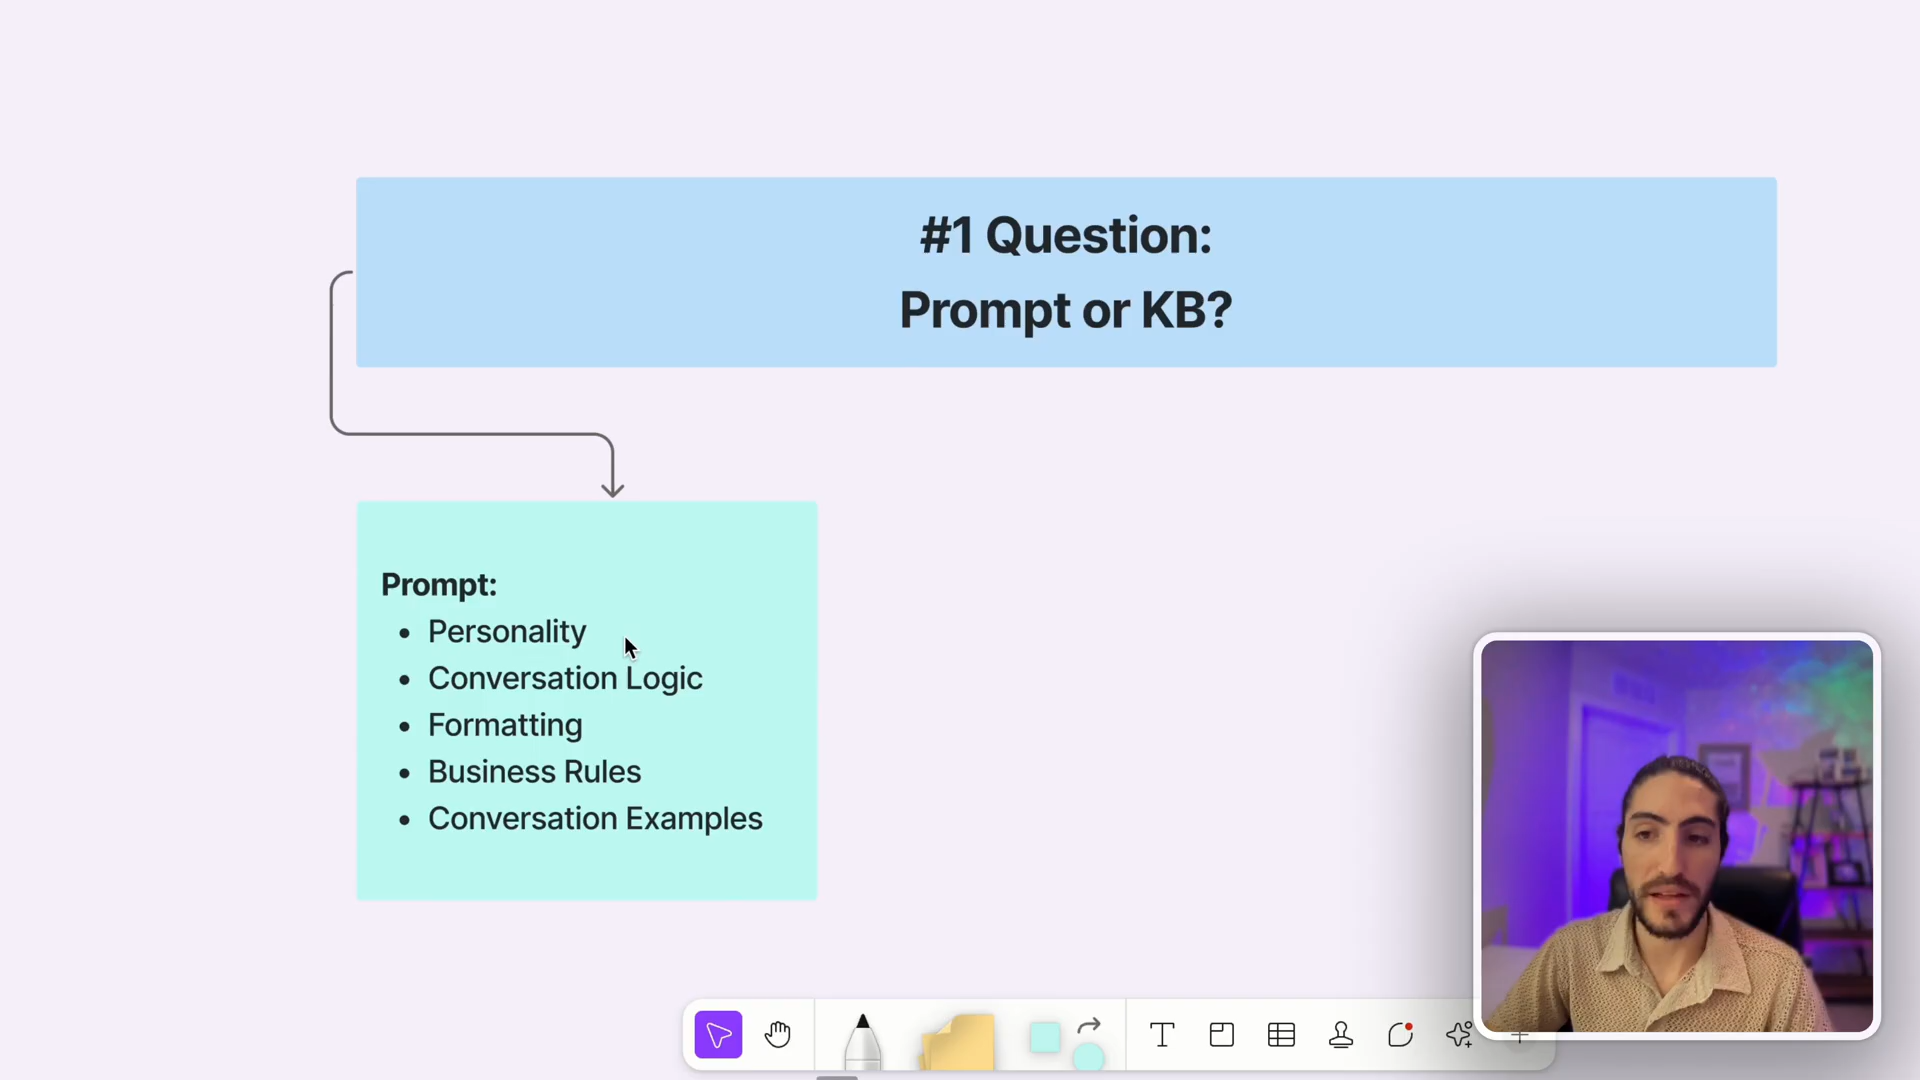 #1 Question:
Prompt or KB?
Prompt:
• Personality
• Conversation Logic
• Formatting
• Business Rules
• Conversation Examples